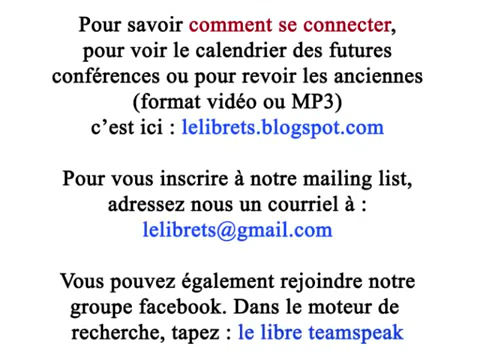 Pour savoir comment se connecter,
pour voir le calendrier des futures
conférences ou pour revoir les anciennes
(format vidéo ou MP3)
c’est ici : lelibrets.blogspot.com
Pour vous inscrire à notre mailing list,
adressez nous un courriel à :
lelibrets@gmail.com
Vous pouvez également rejoindre notre
groupe facebook. Dans le moteur de
recherche, tapez : le libre teamspeak